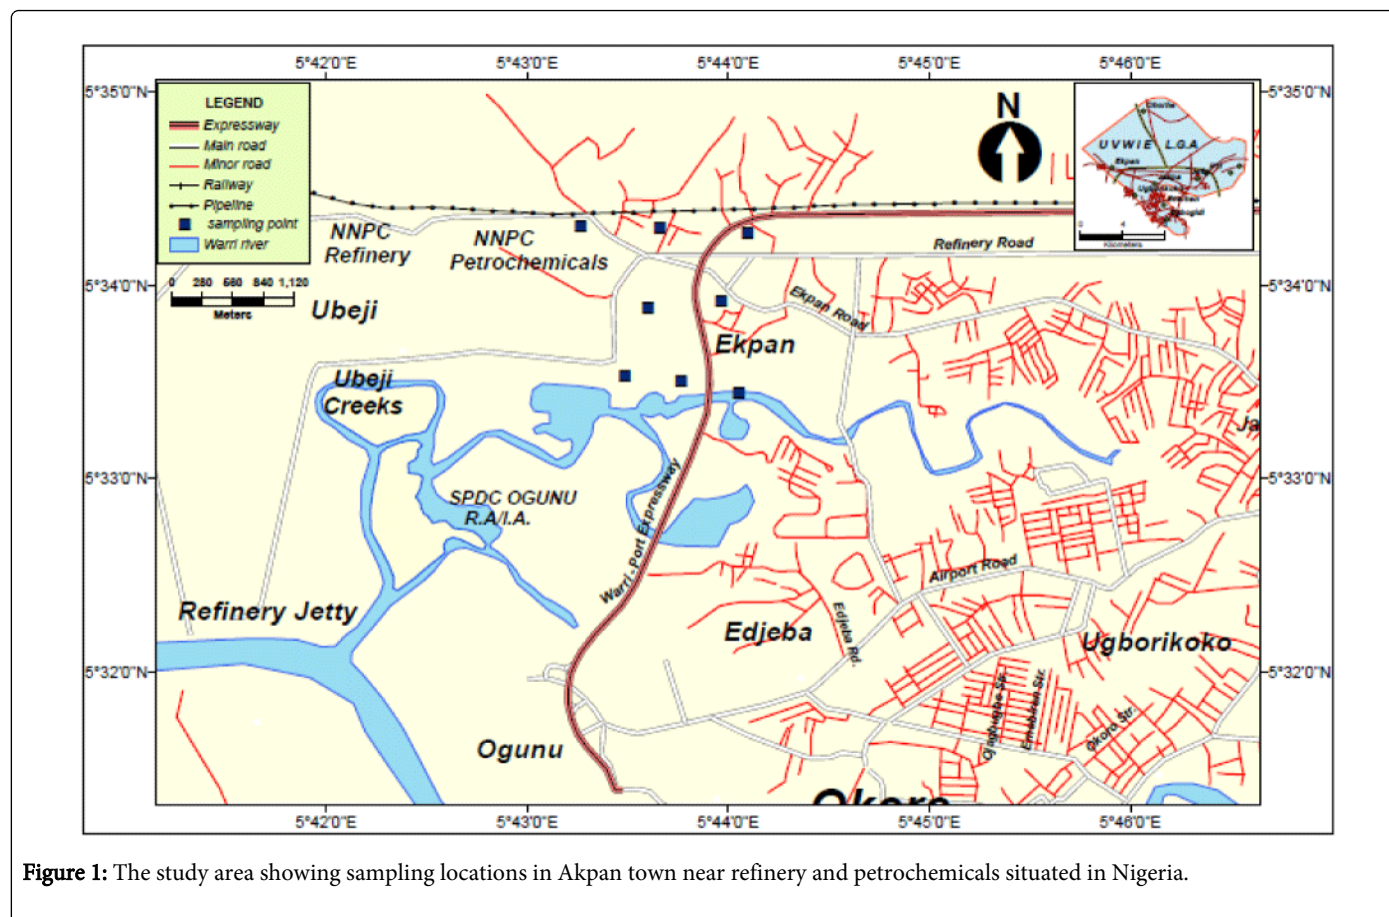 5°42'0"E 5°43'0"E 5°44'0"E 5°45'0"E 5°46'0"E
5°35'0"N
5°35'0"N
LEGEND
Expressway
Main road
Minor road
Railway
Pipeline
sampling point
Warri river
N
UVWIE L.G.A
Ekpan
0 4
Kilometers
NNPC
Refinery
NNPC
Petrochemicals
Refinery Road
0 280 560 840 1,120
Meters
5°34'0"N
5°34'0"N
Ubeji
Ekpan Road
Ekpan
Ubeji
Creeks
Ja
5°33'0"N
5°33'0"N
SPDC OGUNU
R.A/I.A.
Warri - Port Expressway
Airport Road
Refinery Jetty
Edjeba
Edjeba Rd.
Ugborikoko
5°32'0"N
5°32'0"N
Ogunu
Okoro Str.
5°42'0"E 5°43'0"E 5°44'0"E 5°45'0"E 5°46'0"E
Figure 1: The study area showing sampling locations in Akpan town near refinery and petrochemicals situated in Nigeria.